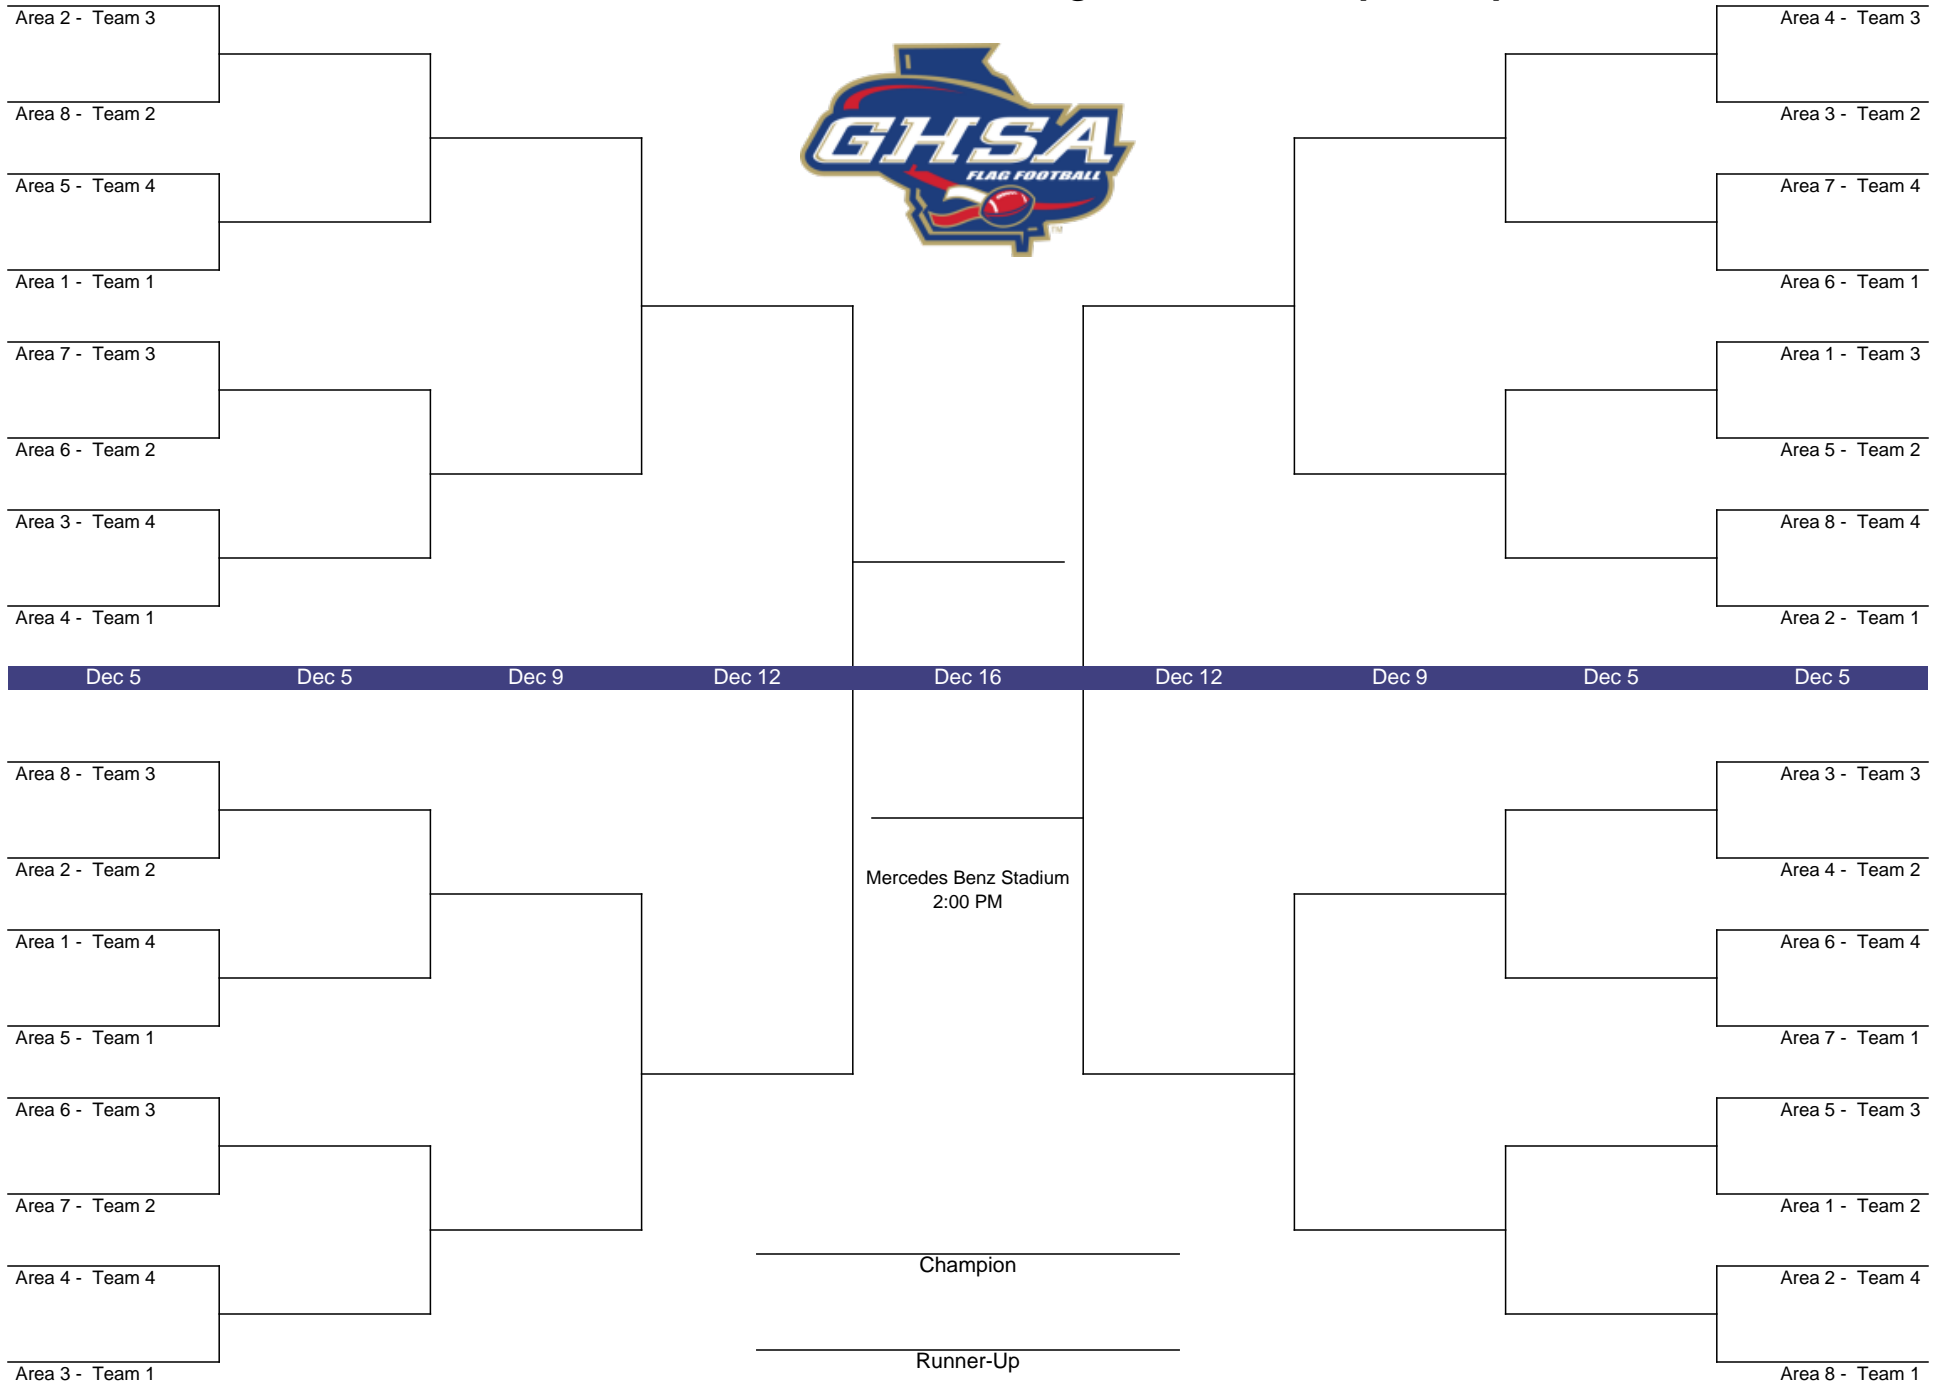 Area 2 - Team 3
Area 8 - Team 2
Area 5 - Team 4
Area 1 - Team 1
Area 7 - Team 3
Area 6 - Team 2
Area 3 - Team 4
Area 4 - Team 1
GHSA
FLAG FOOTBALL
TM
Area 4 - Team 3
Area 3 - Team 2
Area 7 - Team 4
Area 6 - Team 1
Area 1 - Team 3
Area 5 - Team 2
Area 8 - Team 4
Area 2 - Team 1
Dec 5 Dec 5 Dec 9 Dec 12 Dec 16 Dec 12 Dec 9 Dec 5 Dec 5
Area 8 - Team 3
Area 2 - Team 2
Area 1 - Team 4
Area 5 - Team 1
Area 6 - Team 3
Area 7 - Team 2
Area 4 - Team 4
Area 3 - Team 1
Mercedes Benz Stadium
2:00 PM
Champion
Runner-Up
Area 3 - Team 3
Area 4 - Team 2
Area 6 - Team 4
Area 7 - Team 1
Area 5 - Team 3
Area 1 - Team 2
Area 2 - Team 4
Area 8 - Team 1